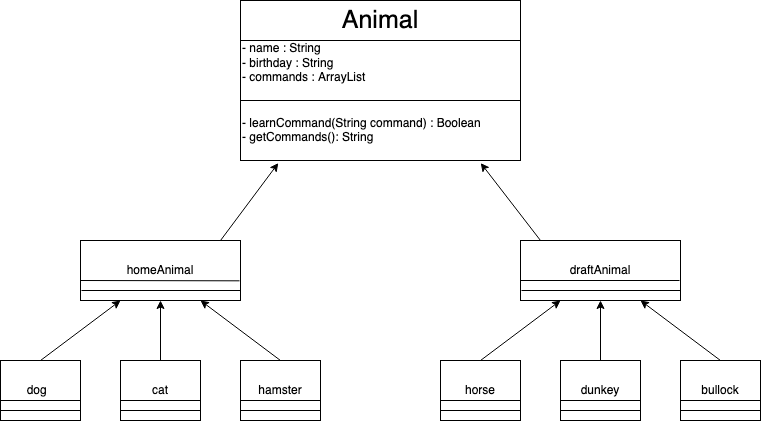 Animal
- name : String
- birthday : String
- commands : ArrayList
- learnCommand(String command) : Boolean
- getCommands(): String
homeAnimal
draftAnimal
dog
cat
hamster
horse
dunkey
bullock